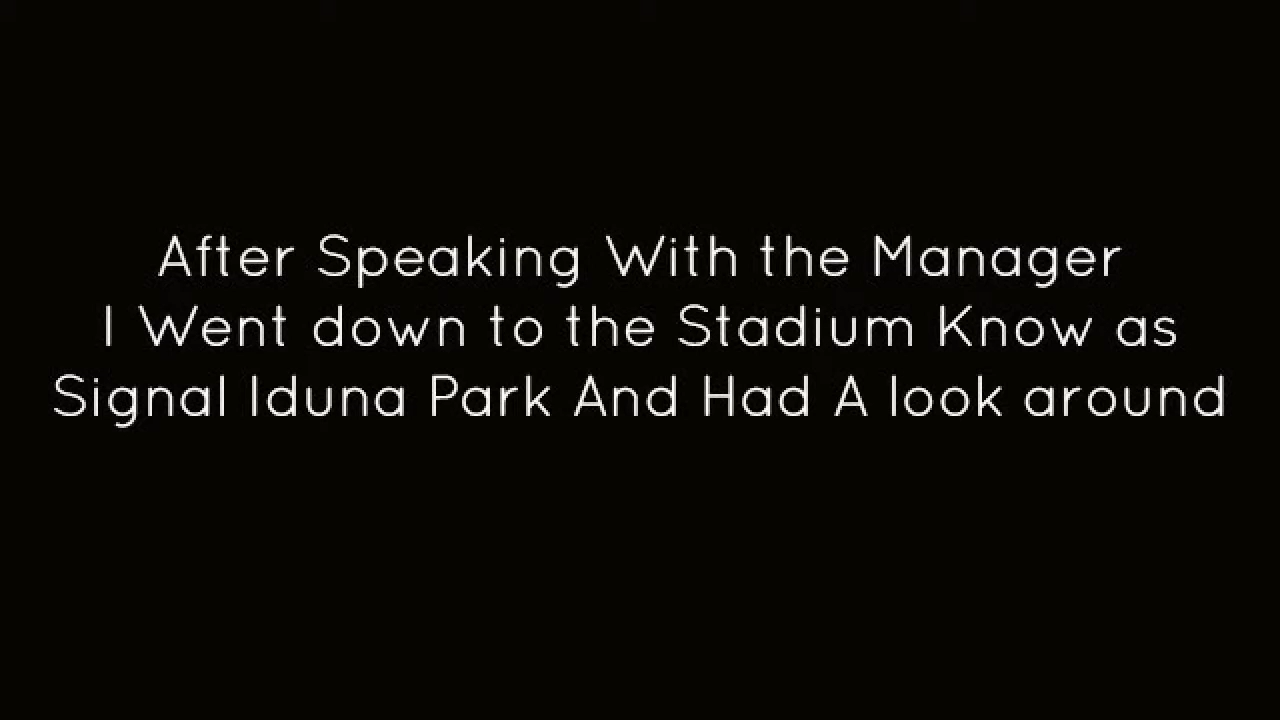 After Speaking With the Manager
I Went down to the Stadium Know as
Signal Iduna Park And Had A look around